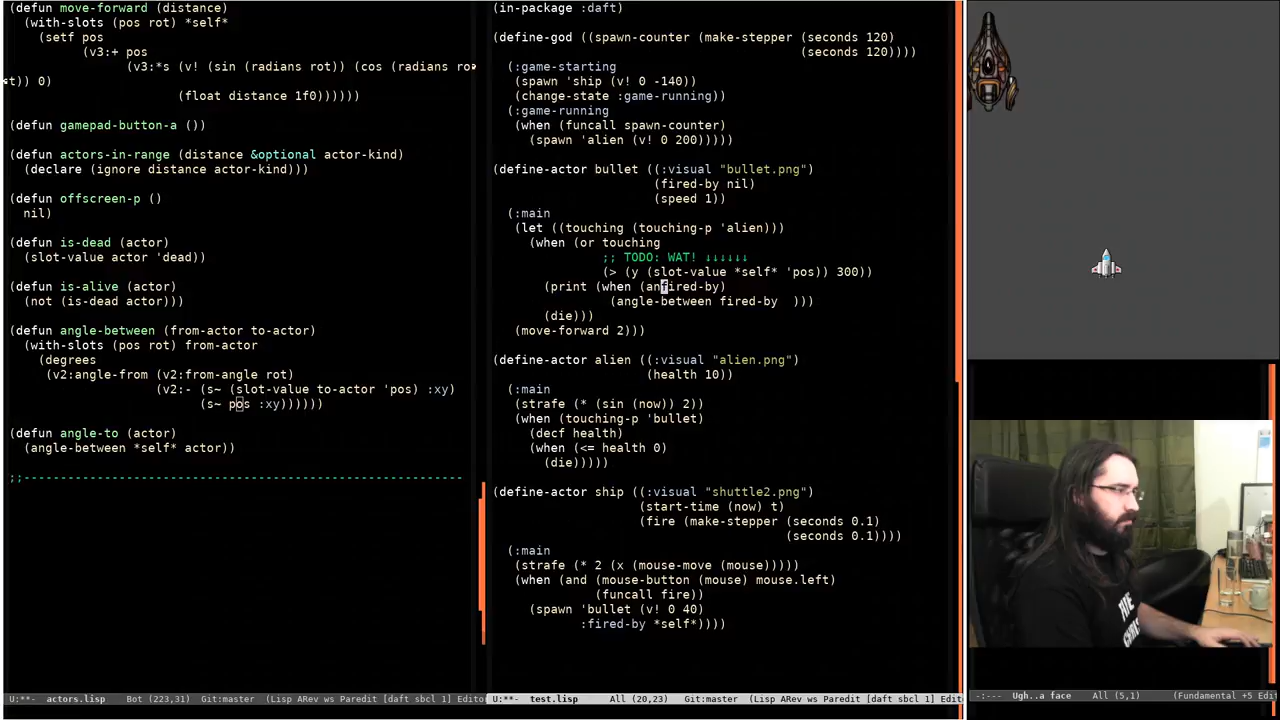 (defun move-forward (distance)
  (with-slots (pos rot) *self*
    (setf pos
          (v3:+ pos
                (v3:*s (v! (sin (radians rot)) (cos (radians ro
t)) 0)
                       (float distance 1f0))))))

(defun gamepad-button-a ())

(defun actors-in-range (distance &optional actor-kind)
  (declare (ignore distance actor-kind)))

(defun offscreen-p ()
  nil)

(defun is-dead (actor)
  (slot-value actor 'dead))

(defun is-alive (actor)
  (not (is-dead actor)))

(defun angle-between (from-actor to-actor)
  (with-slots (pos rot) from-actor
    (degrees
     (v2:angle-from (v2:from-angle rot)
                    (v2:- (s~ (slot-value to-actor 'pos) :xy)
                          (s~ pos :xy))))))

(defun angle-to (actor)
  (angle-between *self* actor))

;;------------------------------------------------------------
U:**-  actors.lisp   Bot (223,31)  Git:master  (Lisp ARev ws Paredit [daft sbcl 1] Editor
(in-package :daft)

(define-god ((spawn-counter (make-stepper (seconds 120)
                                          (seconds 120))))
  (:game-starting
   (spawn 'ship (v! 0 -140))
   (change-state :game-running))
  (:game-running
   (when (funcall spawn-counter)
     (spawn 'alien (v! 0 200)))))

(define-actor bullet ((:visual "bullet.png")
                      (fired-by nil)
                      (speed 1))
  (:main
   (let ((touching (touching-p 'alien)))
     (when (or touching
               ;; TODO: WAT! ↓↓↓↓↓↓
               (> (y (slot-value *self* 'pos)) 300))
       (print (when (anfired-by)
                (angle-between fired-by  )))
       (die)))
   (move-forward 2)))

(define-actor alien ((:visual "alien.png")
                     (health 10))
  (:main
   (strafe (* (sin (now)) 2))
   (when (touching-p 'bullet)
     (decf health)
     (when (<= health 0)
       (die)))))

(define-actor ship ((:visual "shuttle2.png")
                    (start-time (now) t)
                    (fire (make-stepper (seconds 0.1)
                                        (seconds 0.1))))
  (:main
   (strafe (* 2 (x (mouse-move (mouse)))))
   (when (and (mouse-button (mouse) mouse.left)
              (funcall fire))
     (spawn 'bullet (v! 0 40)
            :fired-by *self*))))
U:**-  test.lisp      All (20,23)    Git:master  (Lisp ARev ws Paredit [daft sbcl 1] Editor
-:---  Ugh..a face   All (5,1)      (Fundamental +5 Edit